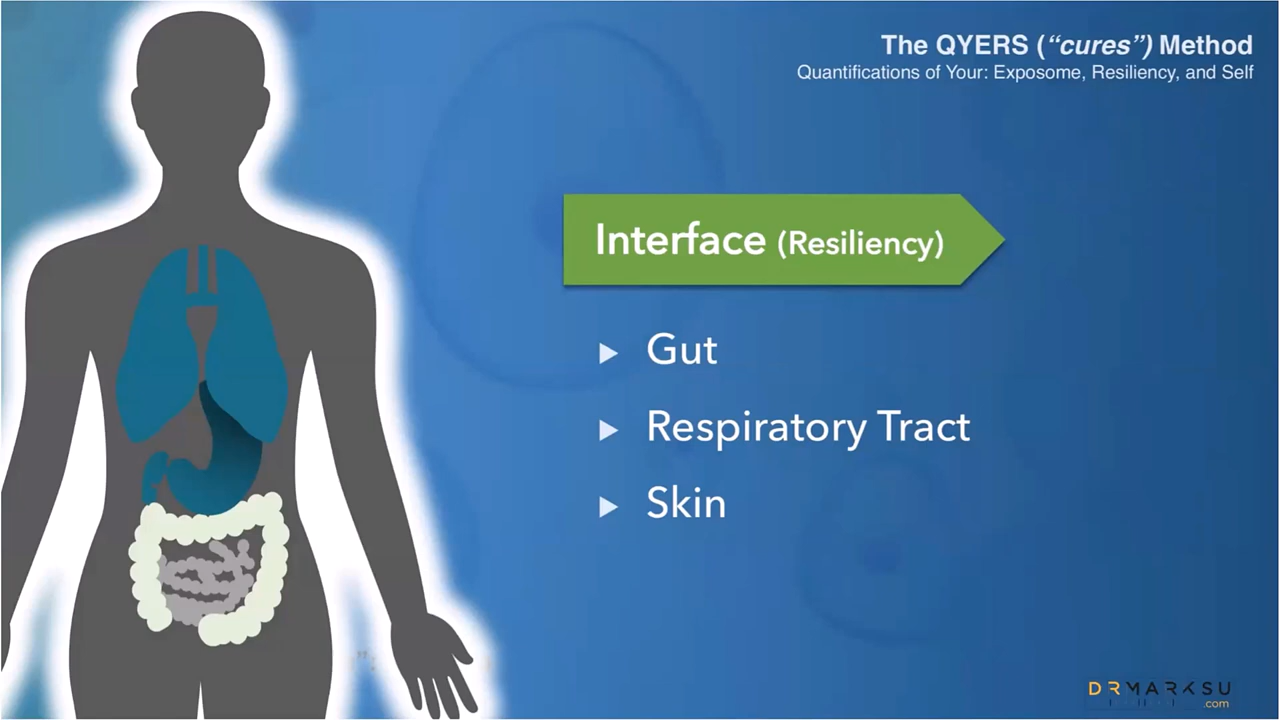 The QYERS (“cures”) Method
Quantifications of Your: Exposome, Resiliency, and Self
Interface (Resiliency)
Gut
Respiratory Tract
Skin
DRMARKSU
.com